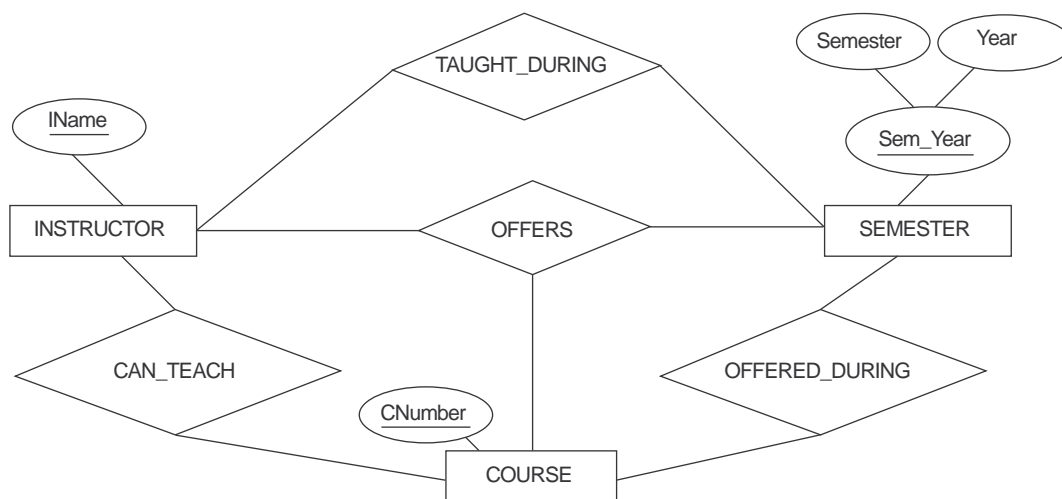 Semester
Year
TAUGHT_DURING
IName
Sem_Year
INSTRUCTOR
OFFERS
SEMESTER
CAN_TEACH
OFFERED_DURING
CNumber
COURSE